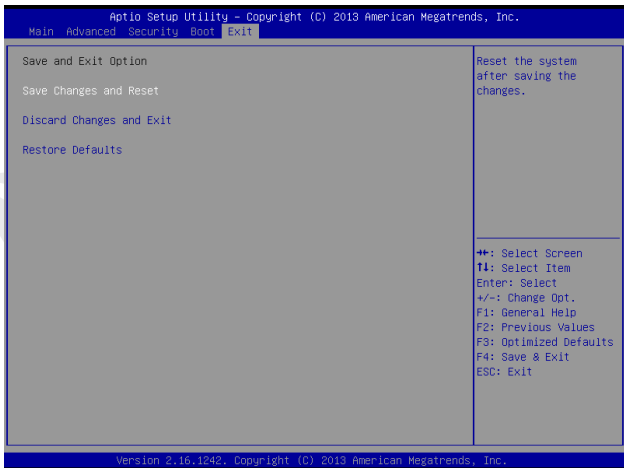 Aptio Setup Utility – Copyright (C) 2013 American Megatrends, Inc.
Main Advanced Security Boot Exit
Save and Exit Option
Save Changes and Reset
Discard Changes and Exit
Restore Defaults
Reset the system
after saving the
changes.
→←: Select Screen
↑↓: Select Item
Enter: Select
+/-: Change Opt.
F1: General Help
F2: Previous Values
F3: Optimized Defaults
F4: Save & Exit
ESC: Exit
Version 2.16.1242. Copyright (C) 2013 American Megatrends, Inc.